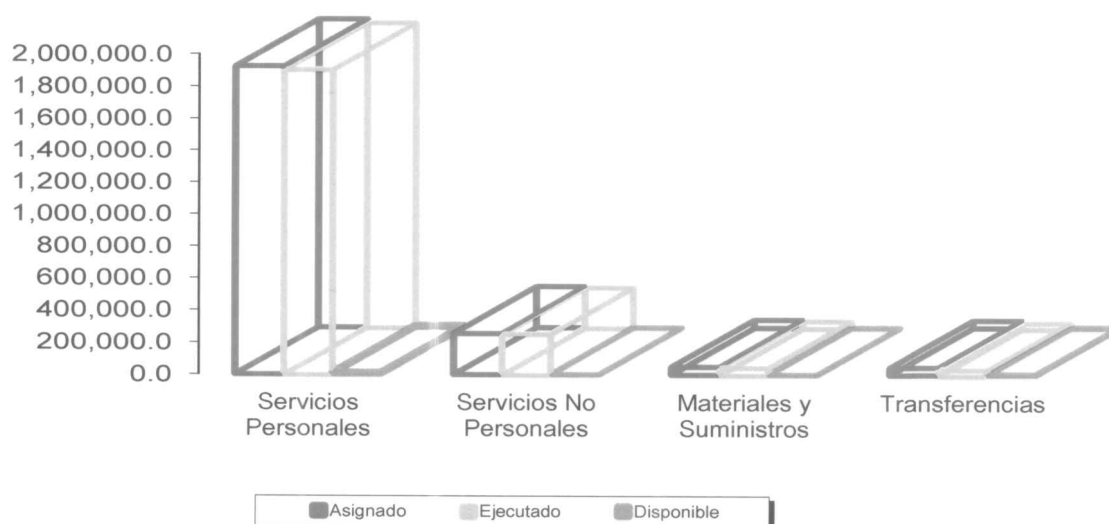 2,000,000.0
1,800,000.0
1,600,000.0
1,400,000.0
1,200,000.0
1,000,000.0
800,000.0
600,000.0
400,000.0
200,000.0
0.0
Servicios
Personales
Servicios No
Personales
Materiales y
Suministros
Transferencias
Asignado Ejecutado Disponible